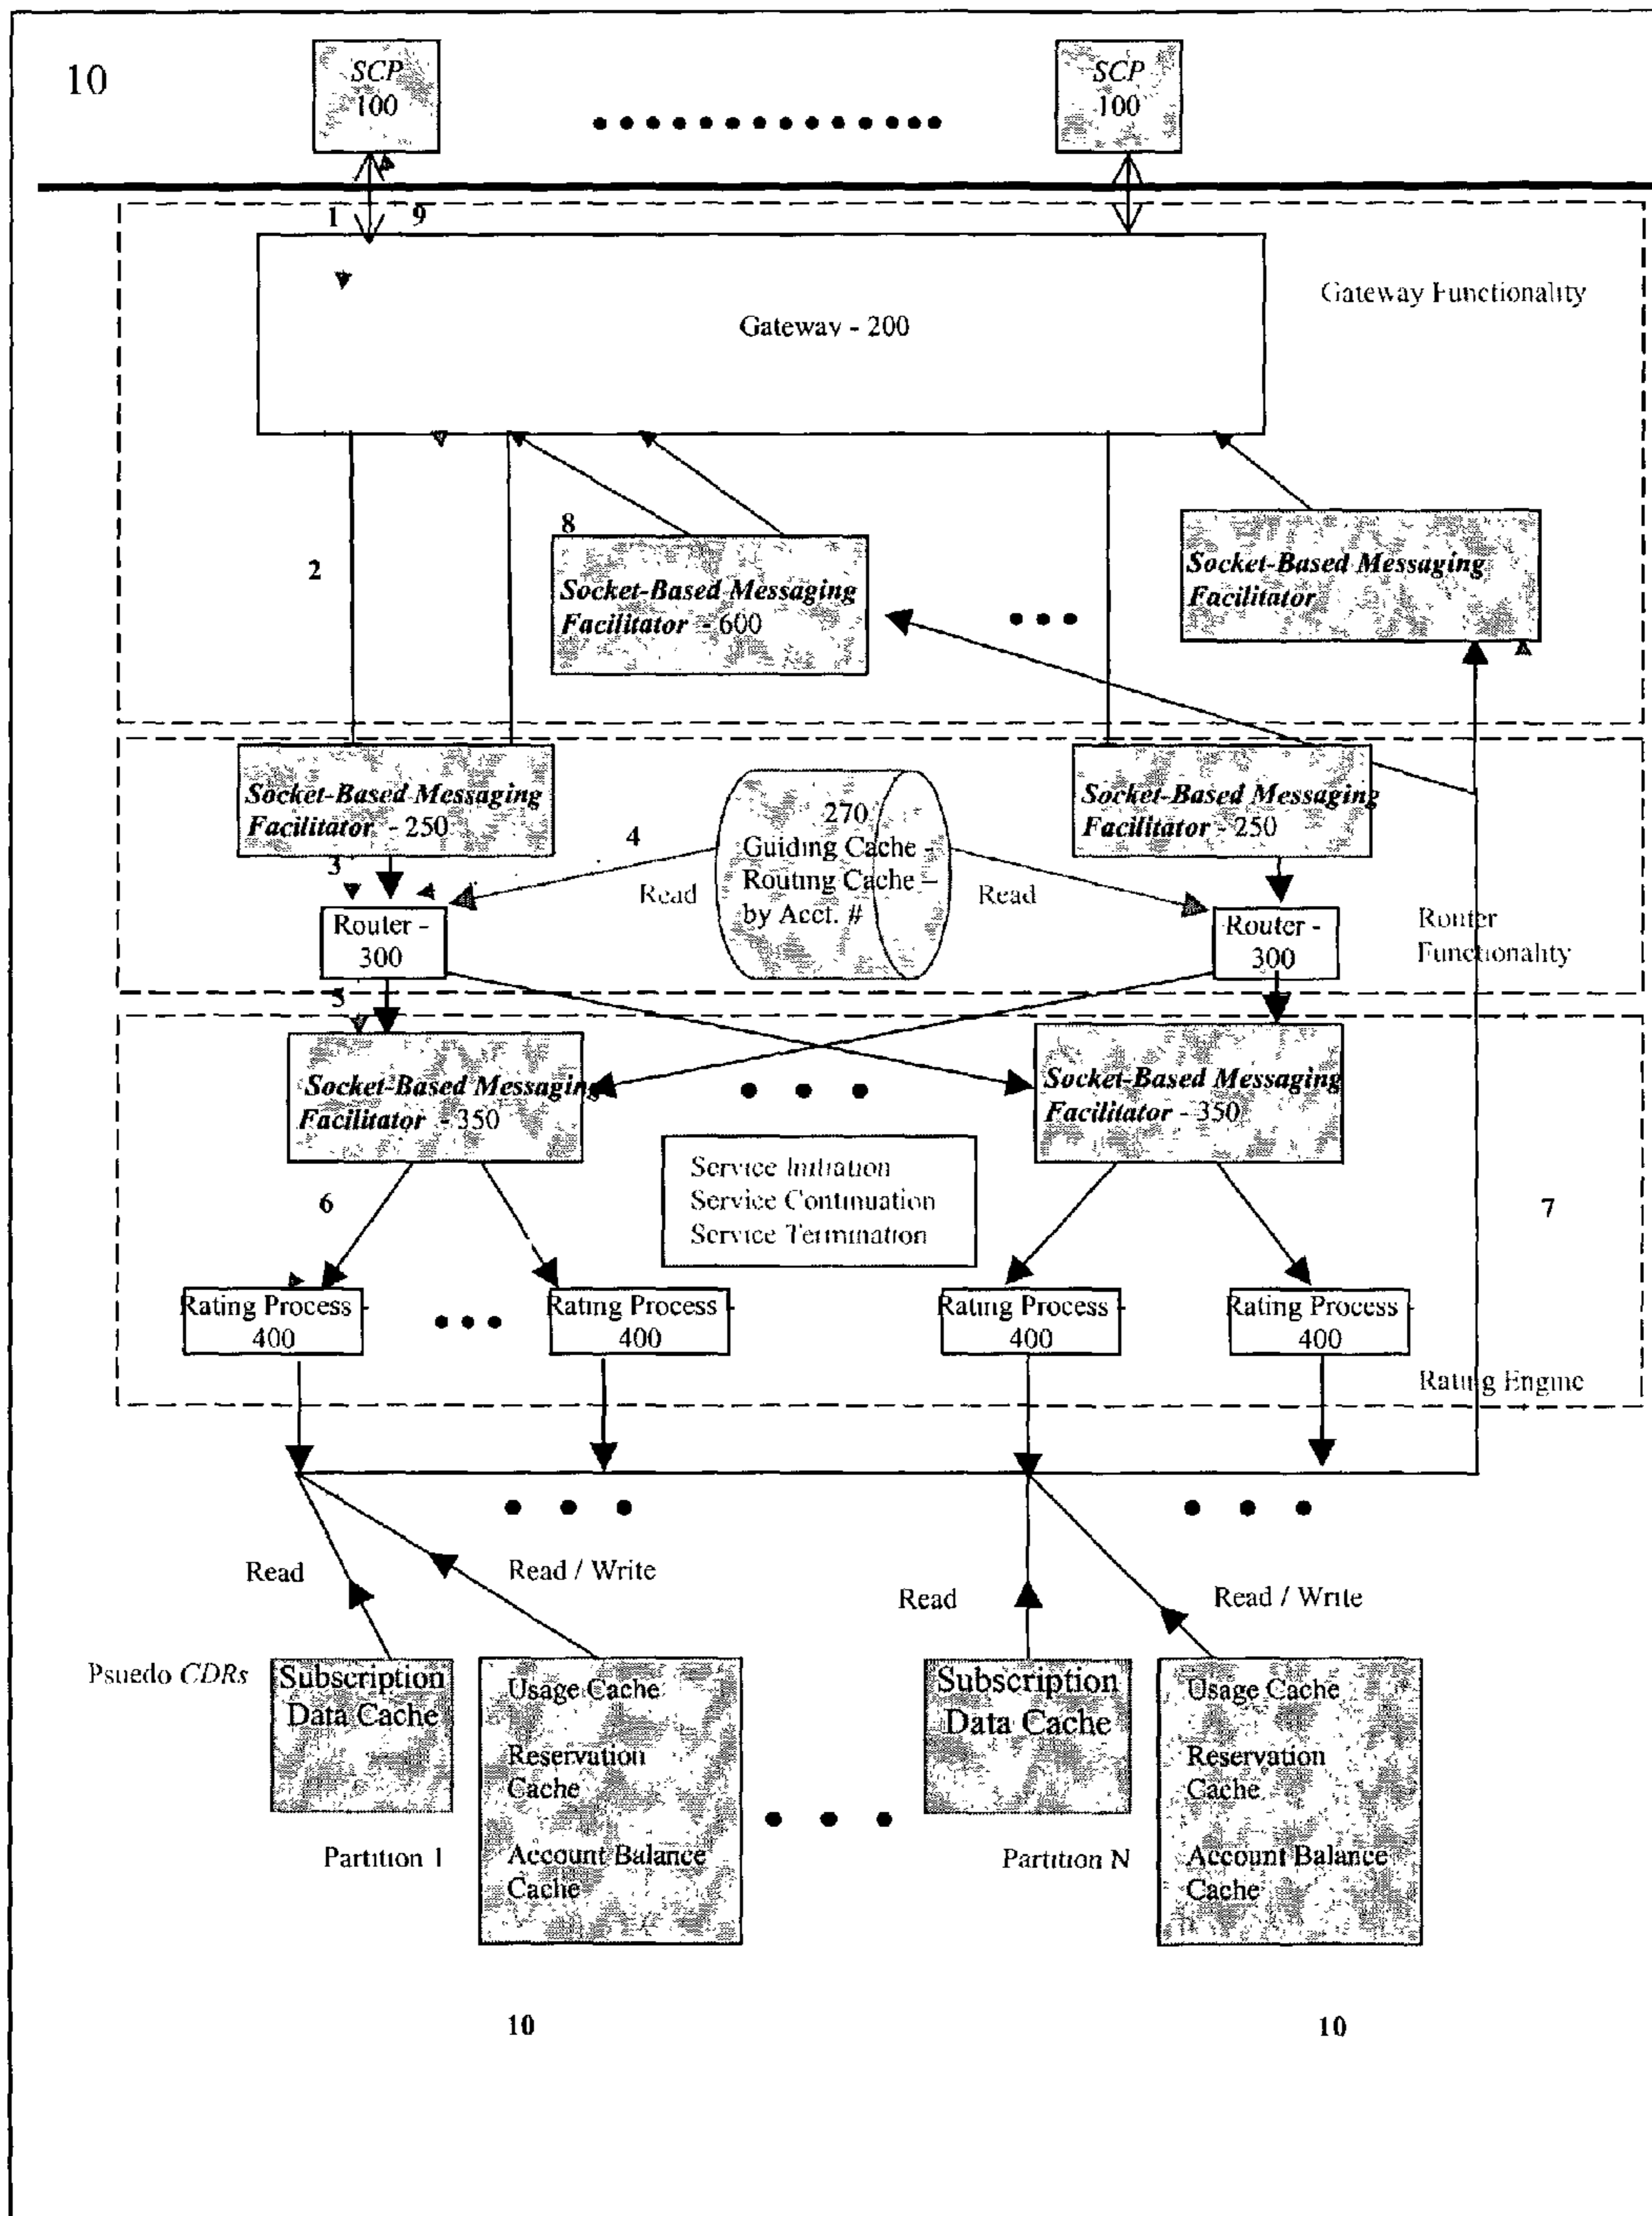 10
SCP
100
SCP
100
1
9
Gateway Functionality
Gateway - 200
8
2
Socket-Based Messaging
Facilitator - 600
Socket-Based Messaging
Facilitator
Socket-Based Messaging
Facilitator - 250
270
Guiding Cache -
Routing Cache –
by Acct. #
Socket-Based Messaging
Facilitator - 250
3
4
Read
Read
Router -
300
Router -
300
Router
Functionality
5
Socket-Based Messaging
Facilitator - 350
Socket-Based Messaging
Facilitator - 350
Service Initiation
Service Continuation
Service Termination
6
7
Rating Process -
400
Rating Process -
400
Rating Process -
400
Rating Process -
400
Rating Engine
Read
Read / Write
Read
Read / Write
Psuedo CDRs
Subscription
Data Cache
Usage Cache
Reservation
Cache
Account Balance
Cache
Subscription
Data Cache
Usage Cache
Reservation
Cache
Account Balance
Cache
Partition 1
Partition N
10
10